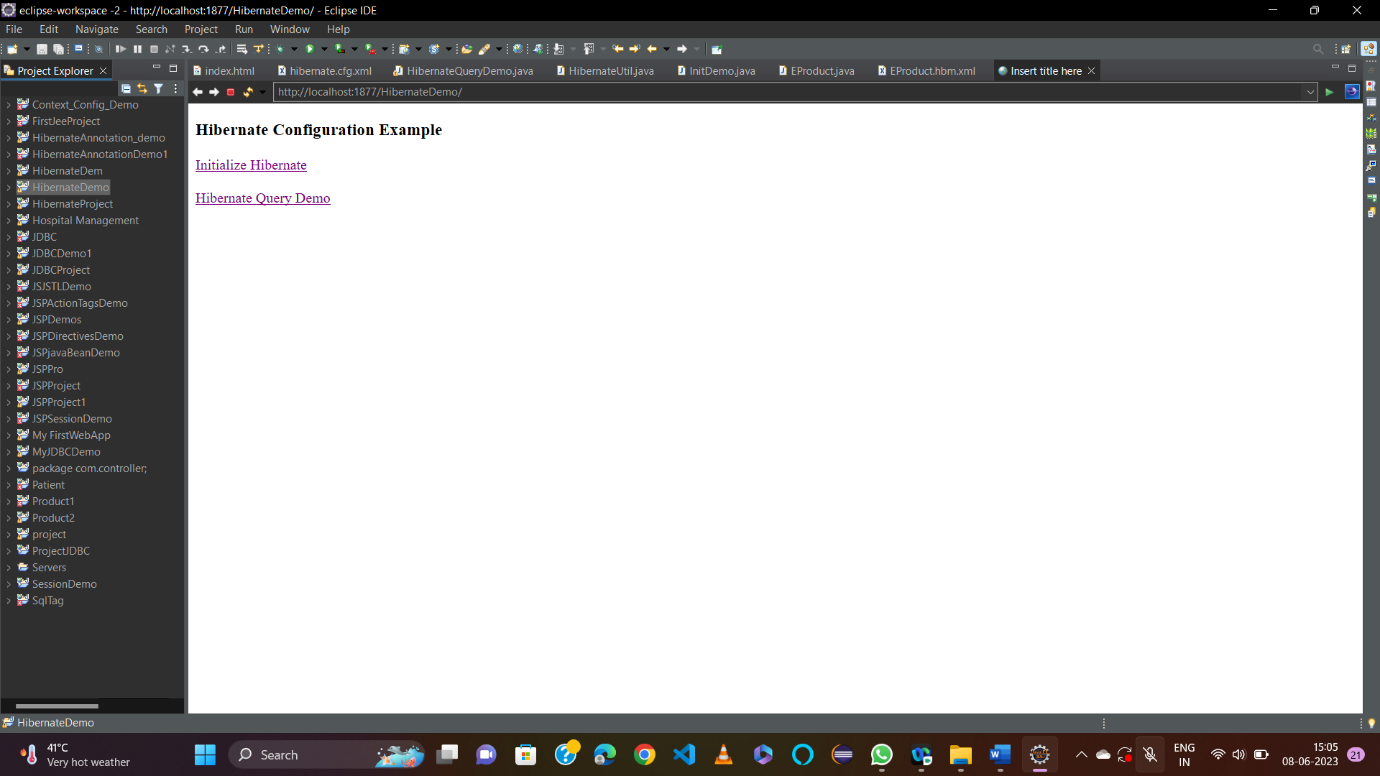 eclipse-workspace -2 - http://localhost:1877/HibernateDemo/ - Eclipse IDE
File Edit Navigate Search Project Run Window Help
Project Explorer
index.html hibernate.cfg.xml HibernateQueryDemo.java HibernateUtil.java InitDemo.java EProduct.java EProduct.hbm.xml Insert title here
http://localhost:1877/HibernateDemo/
Context_Config_Demo
FirstJeeProject
HibernateAnnotation_demo
HibernateAnnotationDemo1
HibernateDem
HibernateDemo
HibernateProject
Hospital Management
JDBC
JDBCDemo1
JDBCProject
JSJSTLDemo
JSPActionTagsDemo
JSPDemos
JSPDirectivesDemo
JSPjavaBeanDemo
JSPPro
JSPProject
JSPProject1
JSPSessionDemo
My FirstWebApp
MyJDBCDemo
package com.controller;
Patient
Product1
Product2
project
ProjectJDBC
Servers
SessionDemo
SqlTag
Hibernate Configuration Example
Initialize Hibernate
Hibernate Query Demo
HibernateDemo
41°C
Very hot weather
Search
ENG
IN
15:05
08-06-2023
21